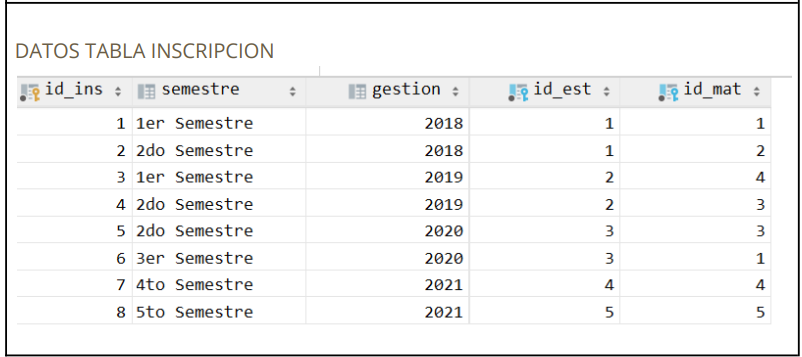 DATOS TABLA INSCRIPCION
id_ins semestre gestion id_est id_mat
1 1er Semestre 2018 1 1
2 2do Semestre 2018 1 2
3 1er Semestre 2019 2 4
4 2do Semestre 2019 2 3
5 2do Semestre 2020 3 3
6 3er Semestre 2020 3 1
7 4to Semestre 2021 4 4
8 5to Semestre 2021 5 5